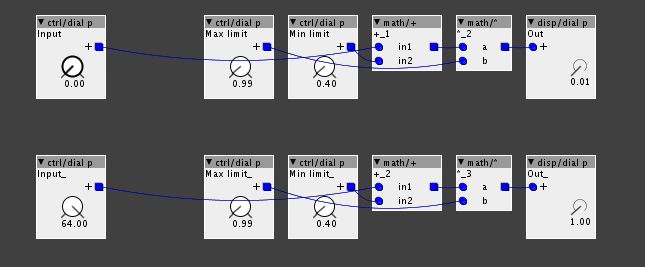 ▼ ctrl/dial p ▼ ctrl/dial p ▼ ctrl/dial p ▼ math/+ ▼ math/* ▼ disp/dial p
Input Max limit Min limit +_1 *_2 Out
+ + + in1 a +
in2 b
0.00 0.99 0.40 0.01
▼ ctrl/dial p ▼ ctrl/dial p ▼ ctrl/dial p ▼ math/+ ▼ math/* ▼ disp/dial p
Input_ Max limit_ Min limit_ +_2 *_3 Out_
+ + + in1 a +
in2 b
64.00 0.99 0.40 1.00